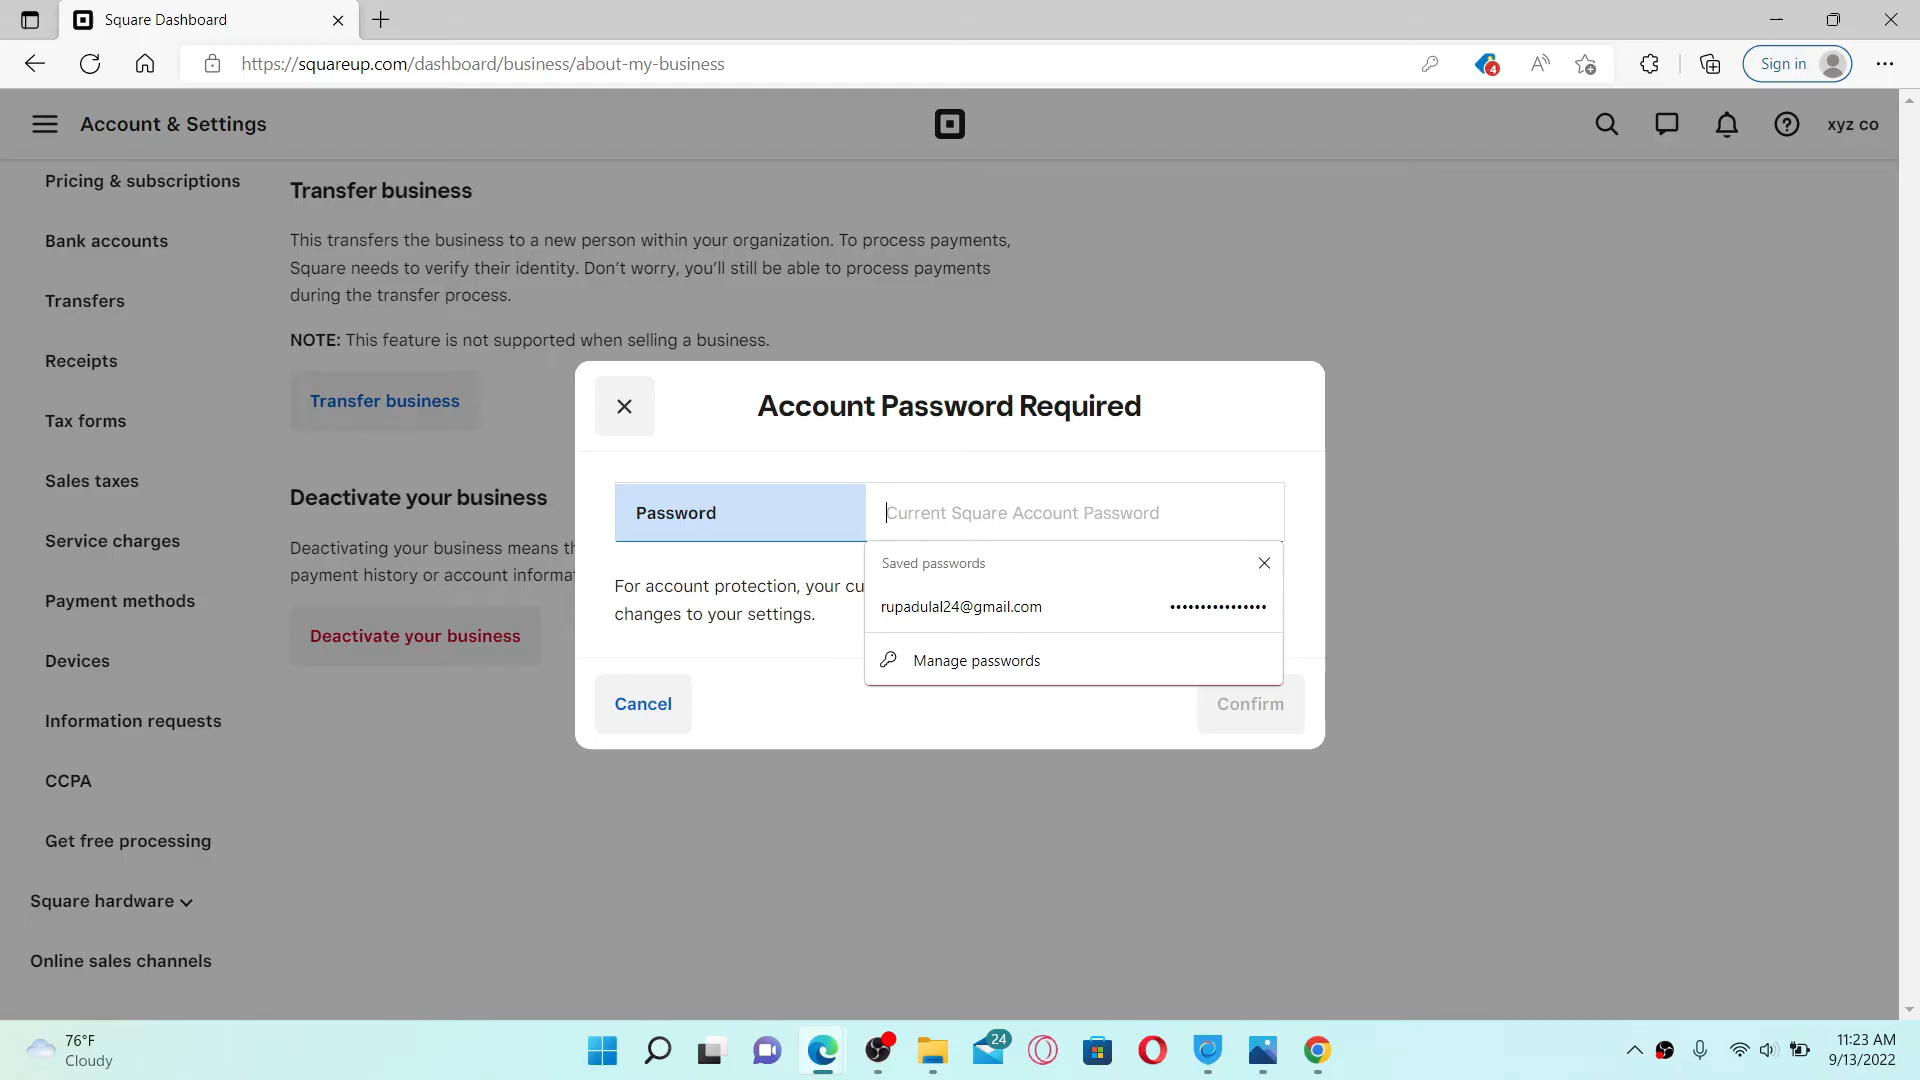 Square Dashboard
https://squareup.com/dashboard/business/about-my-business
4
Sign in
Account & Settings
xyz co
Pricing & subscriptions
Bank accounts
Transfers
Receipts
Tax forms
Sales taxes
Service charges
Payment methods
Devices
Information requests
CCPA
Get free processing
Square hardware
Online sales channels
Transfer business
This transfers the business to a new person within your organization. To process payments,
Square needs to verify their identity. Don’t worry, you’ll still be able to process payments
during the transfer process.
NOTE: This feature is not supported when selling a business.
Transfer business
Deactivate your business
Deactivating your business means
payment history or account
Deactivate your business
Account Password Required
Password
Current Square Account Password
For account protection, your
changes to your settings.
Saved passwords
rupadulal24@gmail.com
••••••••••••••••
Manage passwords
Cancel
Confirm
76°F
Cloudy
24
11:23 AM
9/13/2022